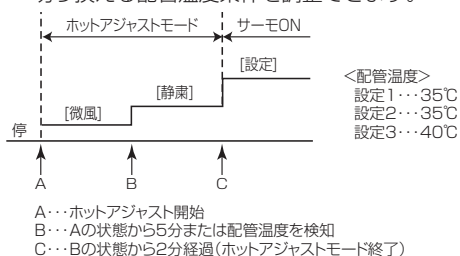 ホットアジャストモード サーモON
[設定]
[静粛]
[微風]
停
<配管温度>
設定1･･･35℃
設定2･･･35℃
設定3･･･40℃
A B C
A･･･ホットアジャスト開始
B･･･Aの状態から5分または配管温度を検知
C･･･Bの状態から2分経過(ホットアジャストモード終了)